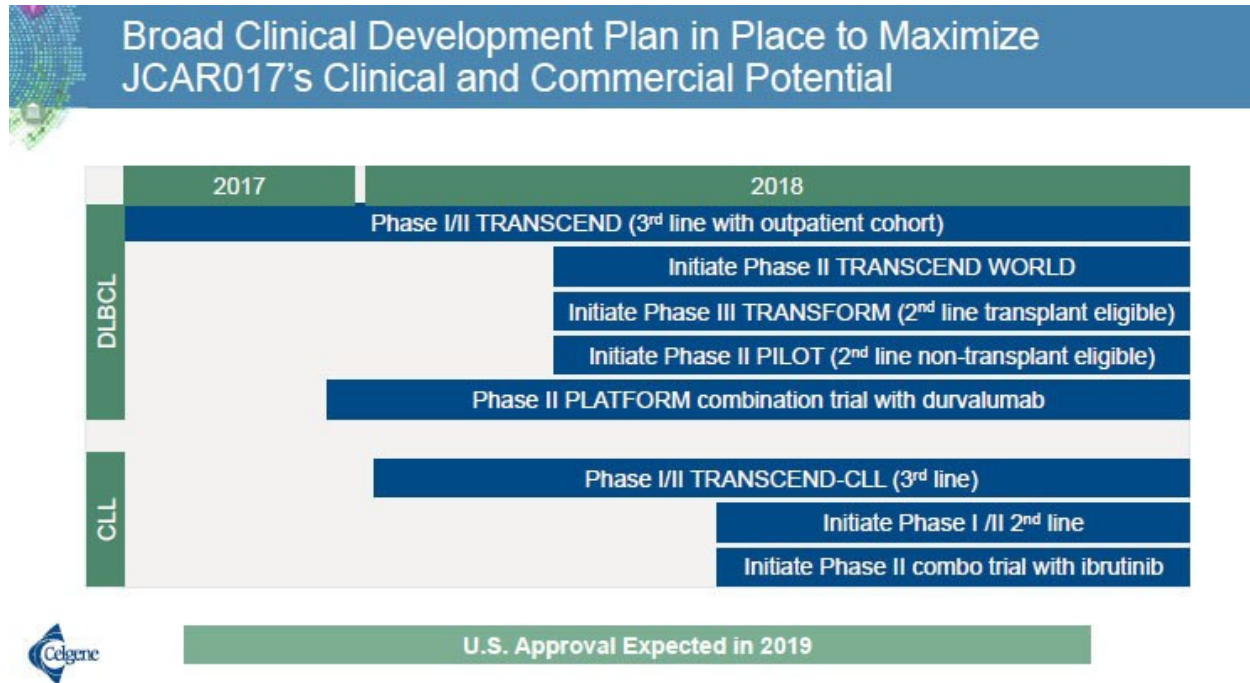 Broad Clinical Development Plan in Place to Maximize
JCAR017's Clinical and Commercial Potential
2017
2018
DLBCL
Phase I/II TRANSCEND (3rd line with outpatient cohort)
Initiate Phase II TRANSCEND WORLD
Initiate Phase III TRANSFORM (2nd line transplant eligible)
Initiate Phase II PILOT (2nd line non-transplant eligible)
Phase II PLATFORM combination trial with durvalumab
CLL
Phase I/II TRANSCEND-CLL (3rd line)
Initiate Phase I /II 2nd line
Initiate Phase II combo trial with ibrutinib
Celgene
U.S. Approval Expected in 2019